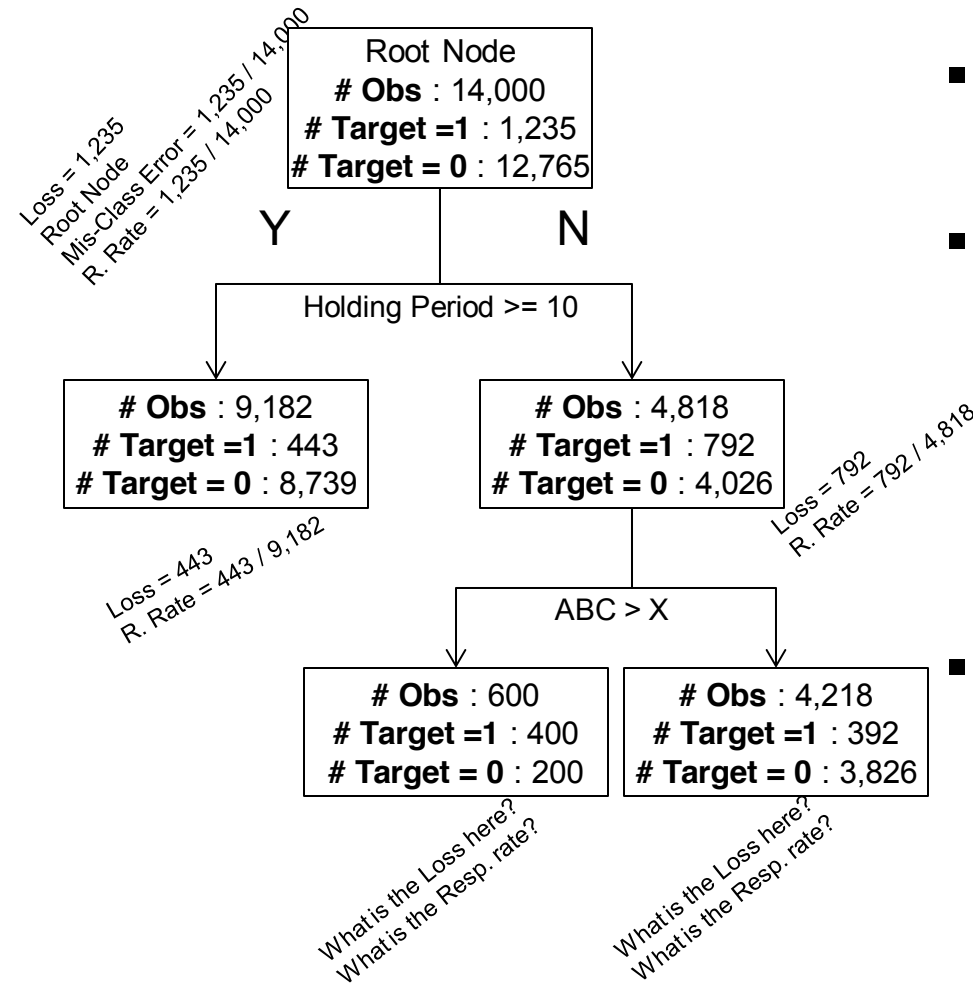 Root Node
# Obs : 14,000
# Target =1 : 1,235
# Target = 0 : 12,765
Loss = 1,235
Root Node
Mis-Class Error = 1,235 / 14,000
R. Rate = 1,235 / 14,000
Y
N
Holding Period >= 10
# Obs : 9,182
# Target =1 : 443
# Target = 0 : 8,739
Loss = 443
R. Rate = 443 / 9,182
# Obs : 4,818
# Target =1 : 792
# Target = 0 : 4,026
Loss = 792
R. Rate = 792 / 4,818
ABC > X
# Obs : 600
# Target =1 : 400
# Target = 0 : 200
What is the Loss here?
What is the Resp. rate?
# Obs : 4,218
# Target =1 : 392
# Target = 0 : 3,826
What is the Loss here?
What is the Resp. rate?